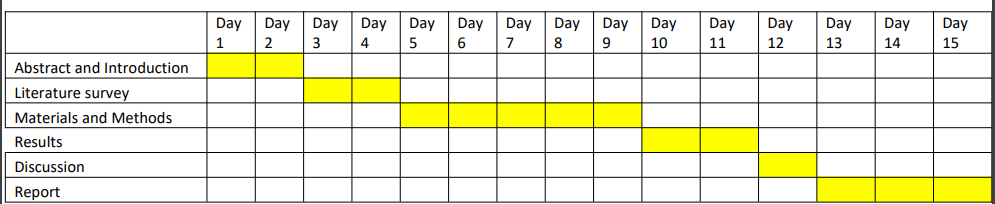 Day 1 Day 2 Day 3 Day 4 Day 5 Day 6 Day 7 Day 8 Day 9 Day 10 Day 11 Day 12 Day 13 Day 14 Day 15
Abstract and Introduction
Literature survey
Materials and Methods
Results
Discussion
Report